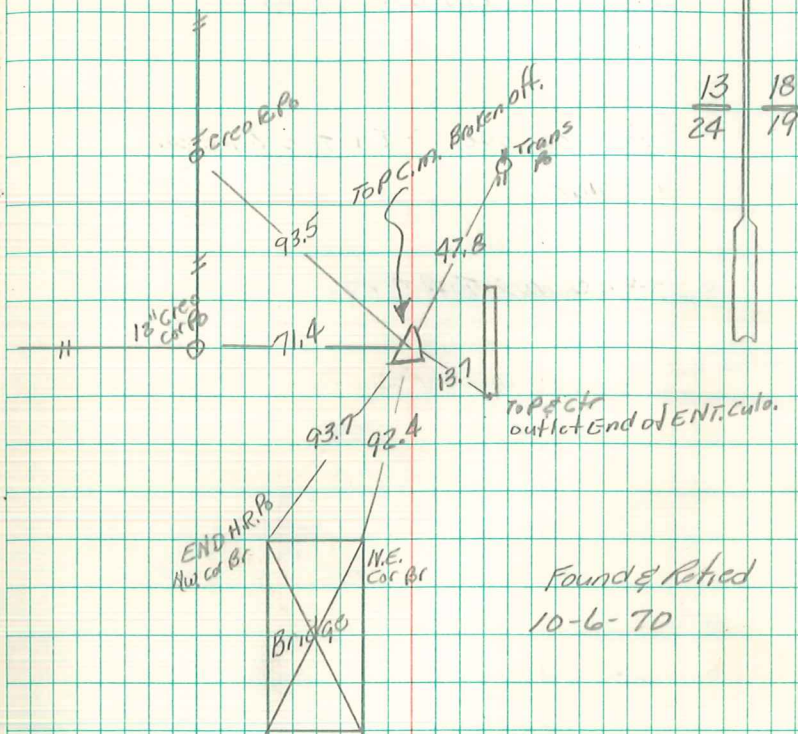 13 18
24 19
Creo R. Po
Top C.M. Broken off.
Trans
Po
93.5
47.8
18" Creo
Cor Po
71.4
13.7
Top & Ctr
outlet End of ENT. Culv.
93.7
92.4
END H.R. Po
N.W. Cor Br
N.E.
Cor Br
Bridge
Found & Retied
10-6-70